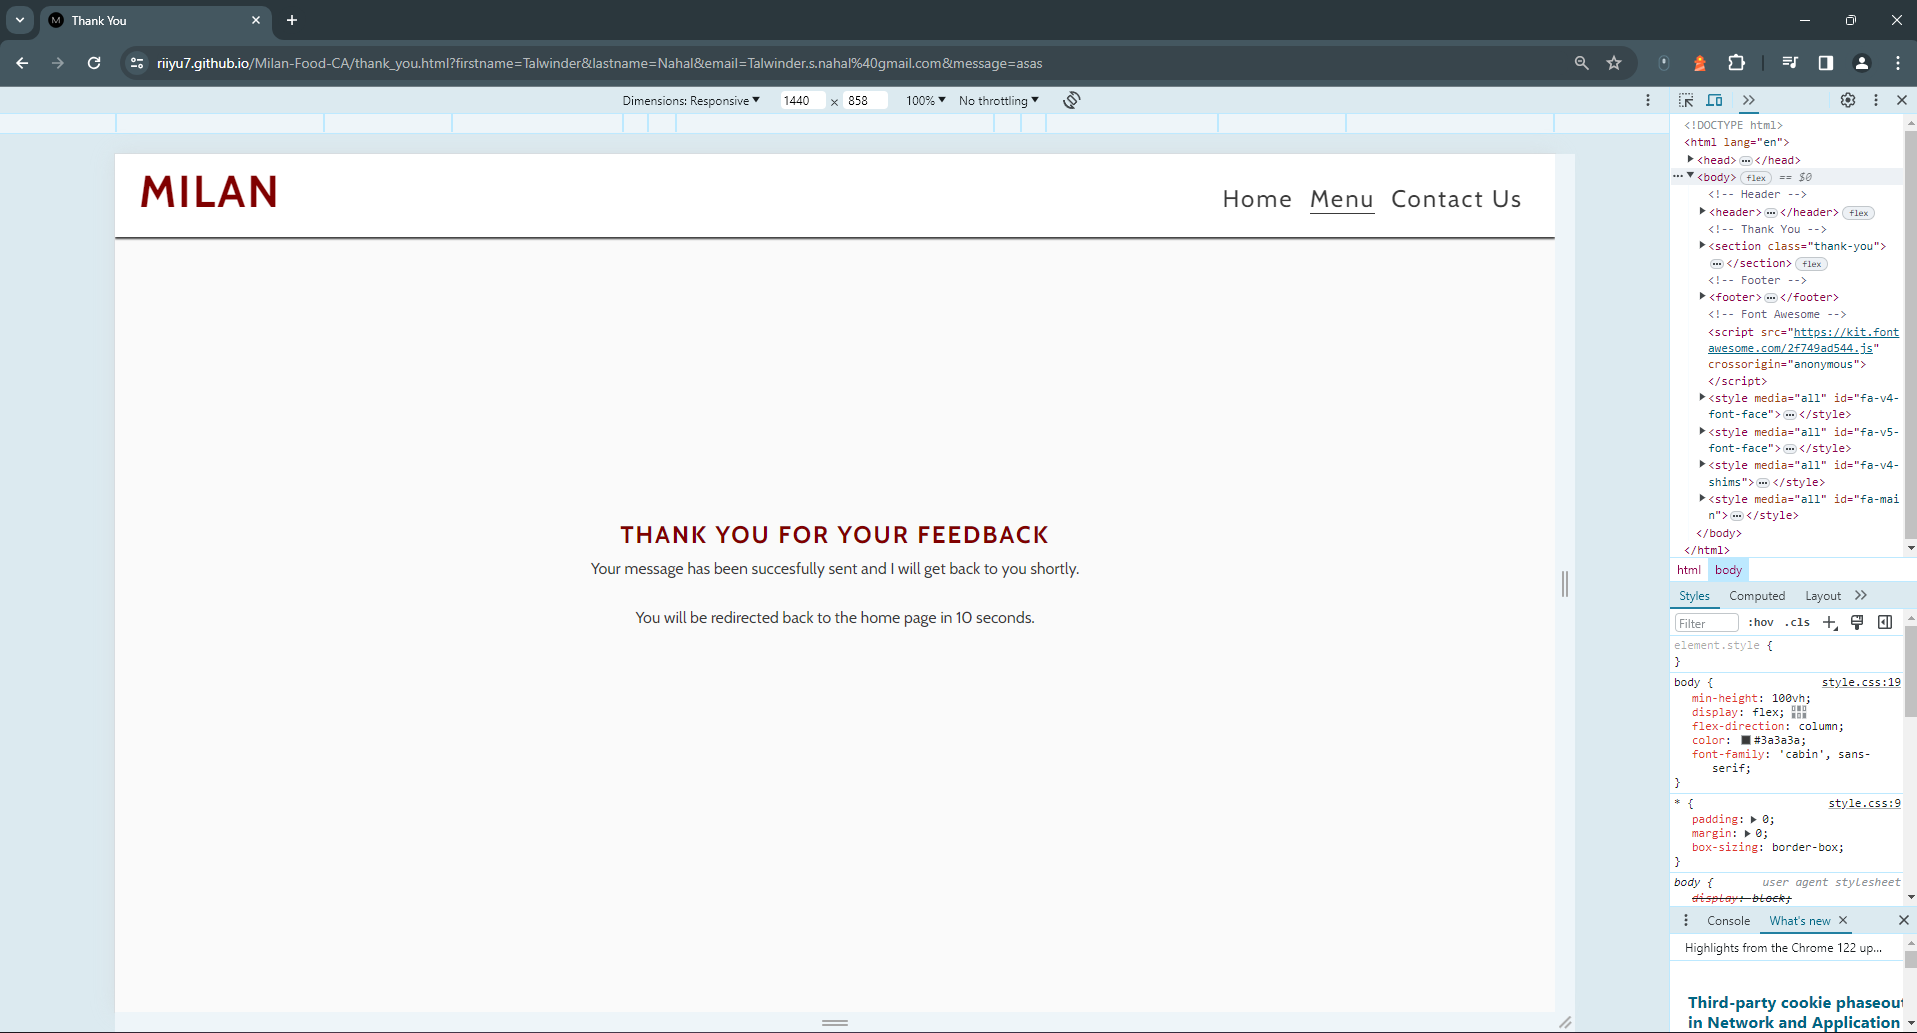 Thank You
riiyu7.github.io/Milan-Food-CA/thank_you.html?firstname=Talwinder&lastname=Nahal&email=Talwinder.s.nahal%40gmail.com&message=asas
Dimensions: Responsive 1440 × 858 100% No throttling
MILAN
Home Menu Contact Us
THANK YOU FOR YOUR FEEDBACK
Your message has been succesfully sent and I will get back to you shortly.
You will be redirected back to the home page in 10 seconds.
<!DOCTYPE html>
<html lang="en">
<head> … </head>
<body> flex == $0
<!-- Header -->
<header> … </header> flex
<!-- Thank You -->
<section class="thank-you">
… </section> flex
<!-- Footer -->
<footer> … </footer>
<!-- Font Awesome -->
<script src="https://kit.font
awesome.com/2f749ad544.js"
crossorigin="anonymous">
</script>
<style media="all" id="fa-v4-
font-face"> … </style>
<style media="all" id="fa-v5-
font-face"> … </style>
<style media="all" id="fa-v4-
shims"> … </style>
<style media="all" id="fa-mai
n"> … </style>
</body>
</html>
html body
Styles Computed Layout
Filter :hov .cls
element.style {
}
body { style.css:19
min-height: 100vh;
display: flex;
flex-direction: column;
color: #3a3a3a;
font-family: 'cabin', sans-
serif;
}
* { style.css:9
padding: 0;
margin: 0;
box-sizing: border-box;
}
body { user agent stylesheet
display: block;
Console What's new
Highlights from the Chrome 122 up...
Third-party cookie phaseout
in Network and Application